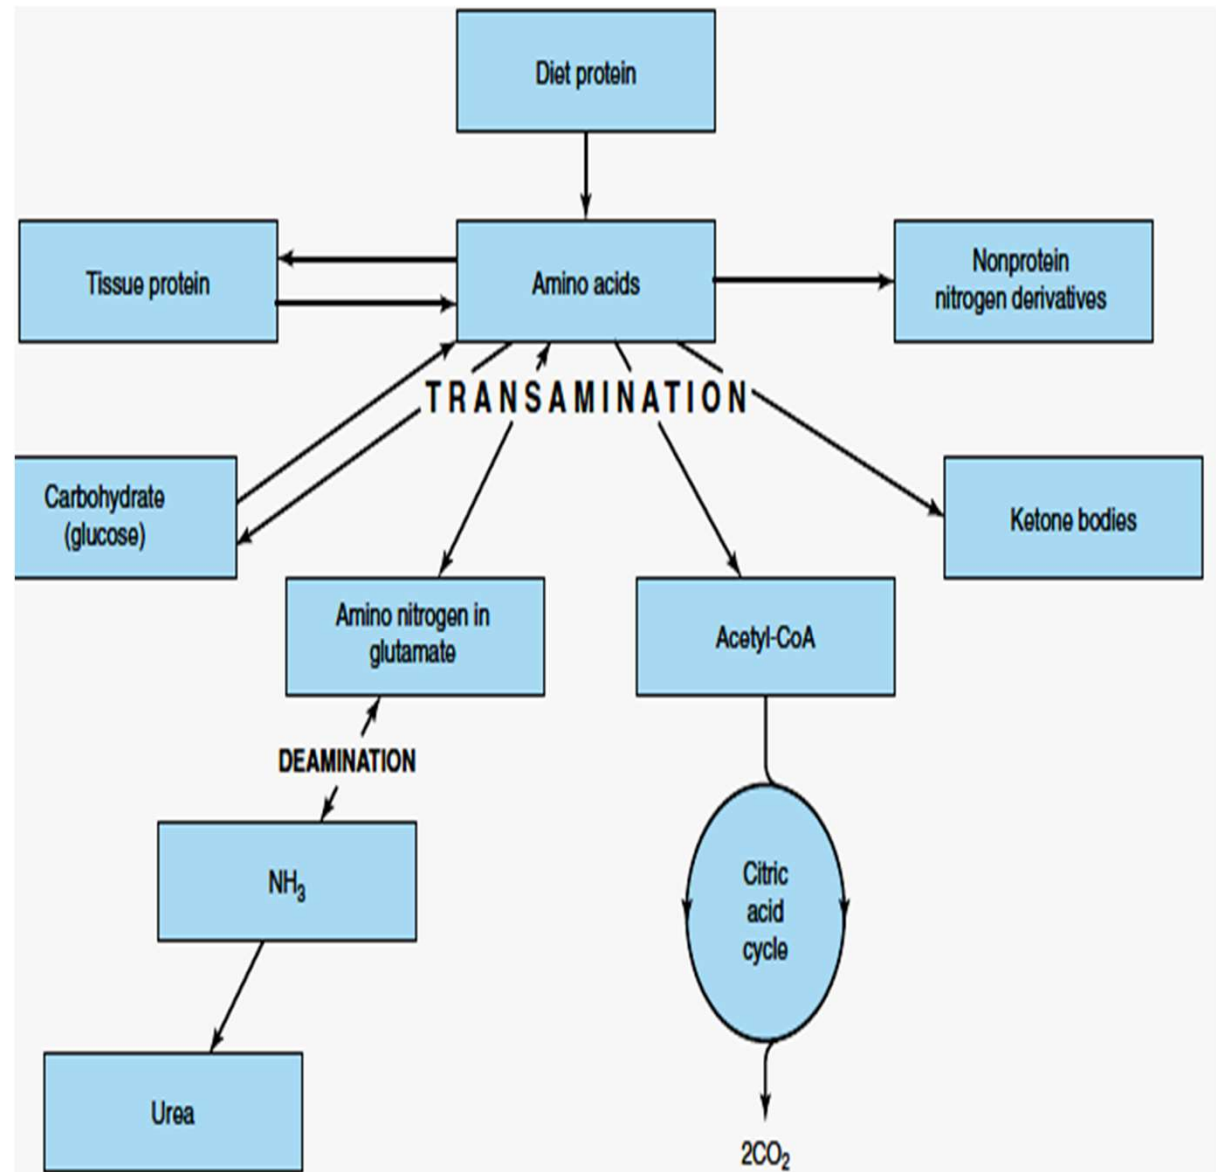 Diet protein
Tissue protein
Amino acids
Nonprotein
nitrogen derivatives
TRANSAMINATION
Carbohydrate
(glucose)
Ketone bodies
Amino nitrogen in
glutamate
Acetyl-CoA
DEAMINATION
NH₃
Citric
acid
cycle
Urea
2CO₂